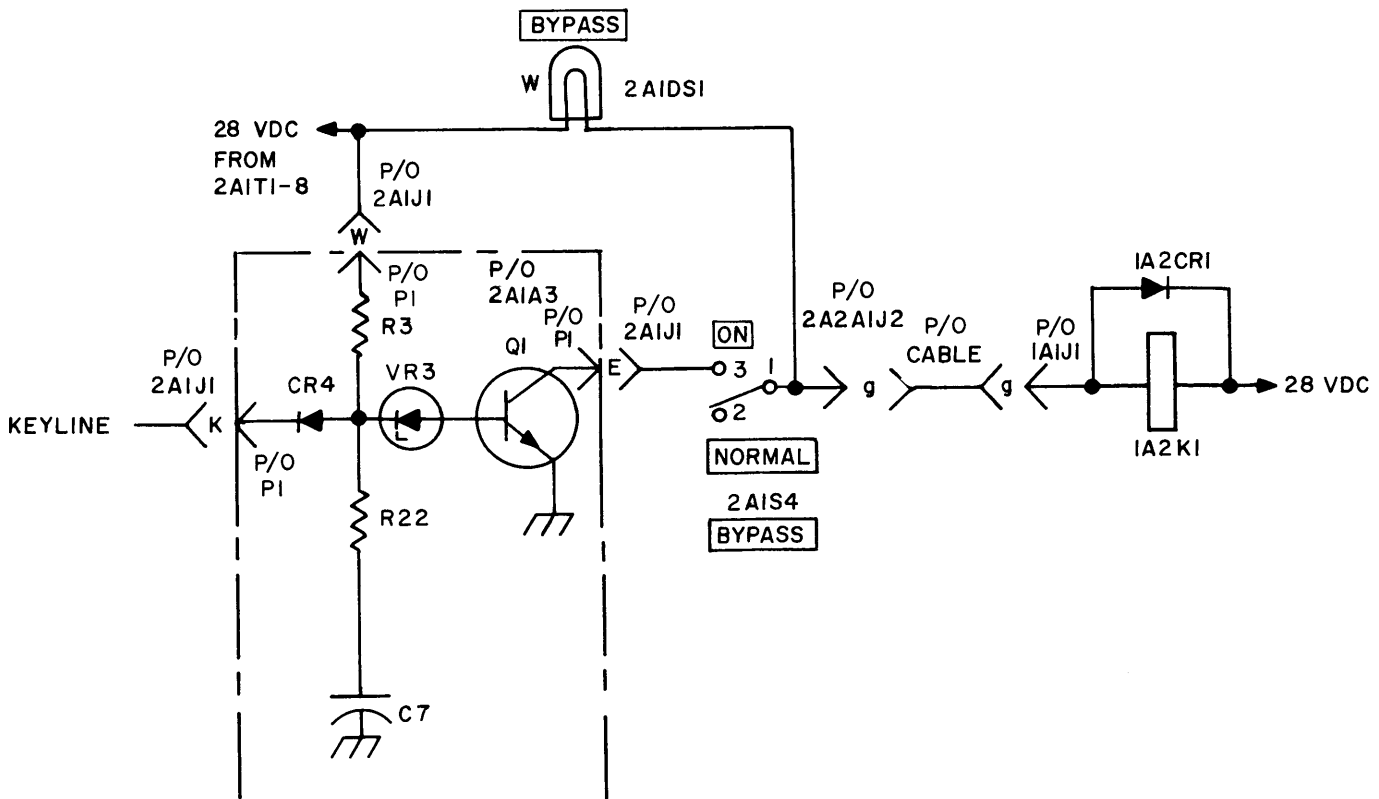 BYPASS
W
2A1DS1
28 VDC
FROM
2A1T1-8
P/O
2A1J1
W
P/O
P1
P/O
2A1A3
R3
P/O
P1
P/O
2A1J1
E
ON
3
1
2
P/O
2A2A1J2
g
P/O
CABLE
g
P/O
1A1J1
1A2CR1
28 VDC
1A2K1
P/O
2A1J1
KEYLINE
K
P/O
P1
CR4
VR3
Q1
NORMAL
2A1S4
BYPASS
R22
C7